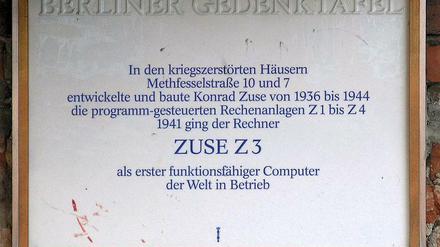 BERLINER GEDENKTAFEL
In den kriegszerstörten Häusern
Methfesselstraße 10 und 7
entwickelte und baute Konrad Zuse von 1936 bis 1944
die programm-gesteuerten Rechenanlagen Z 1 bis Z 4
1941 ging der Rechner
ZUSE Z 3
als erster funktionsfähiger Computer
der Welt in Betrieb